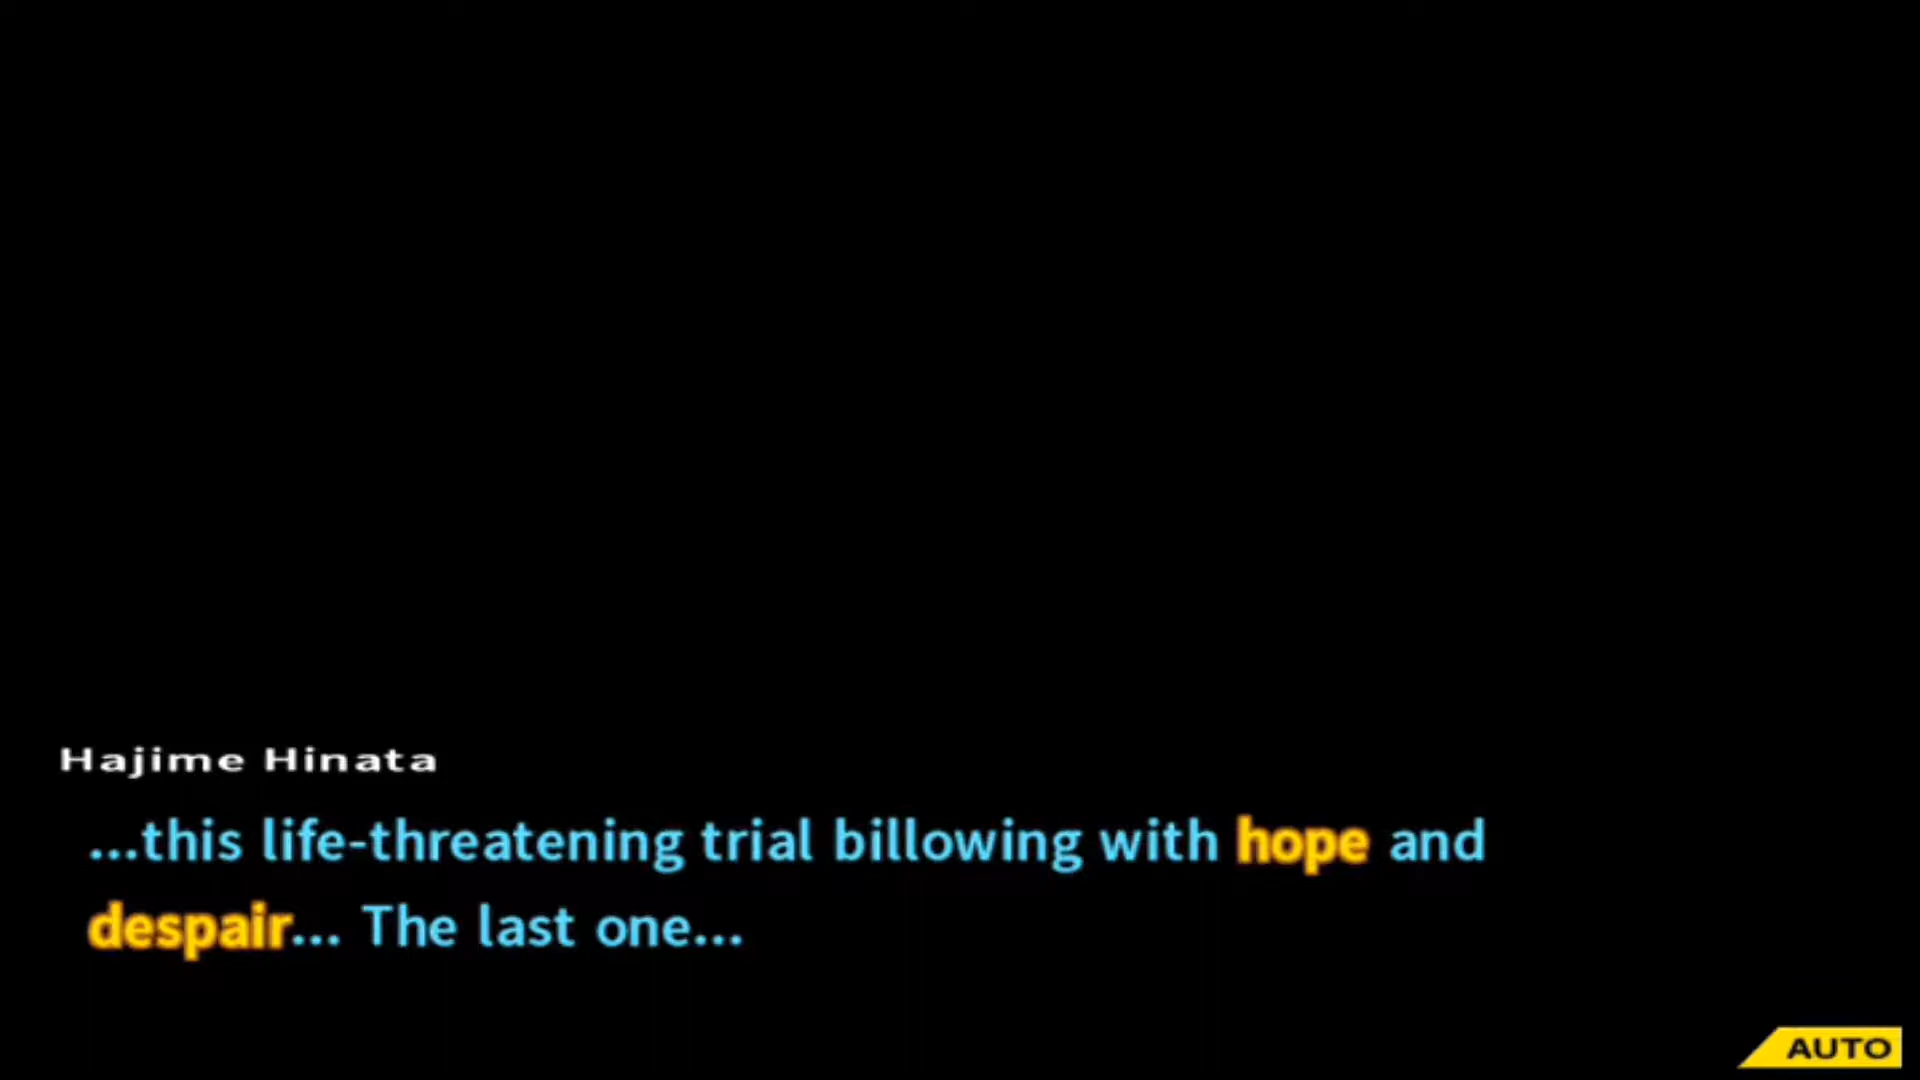 Hajime Hinata
...this life-threatening trial billowing with hope and
despair... The last one...
AUTO